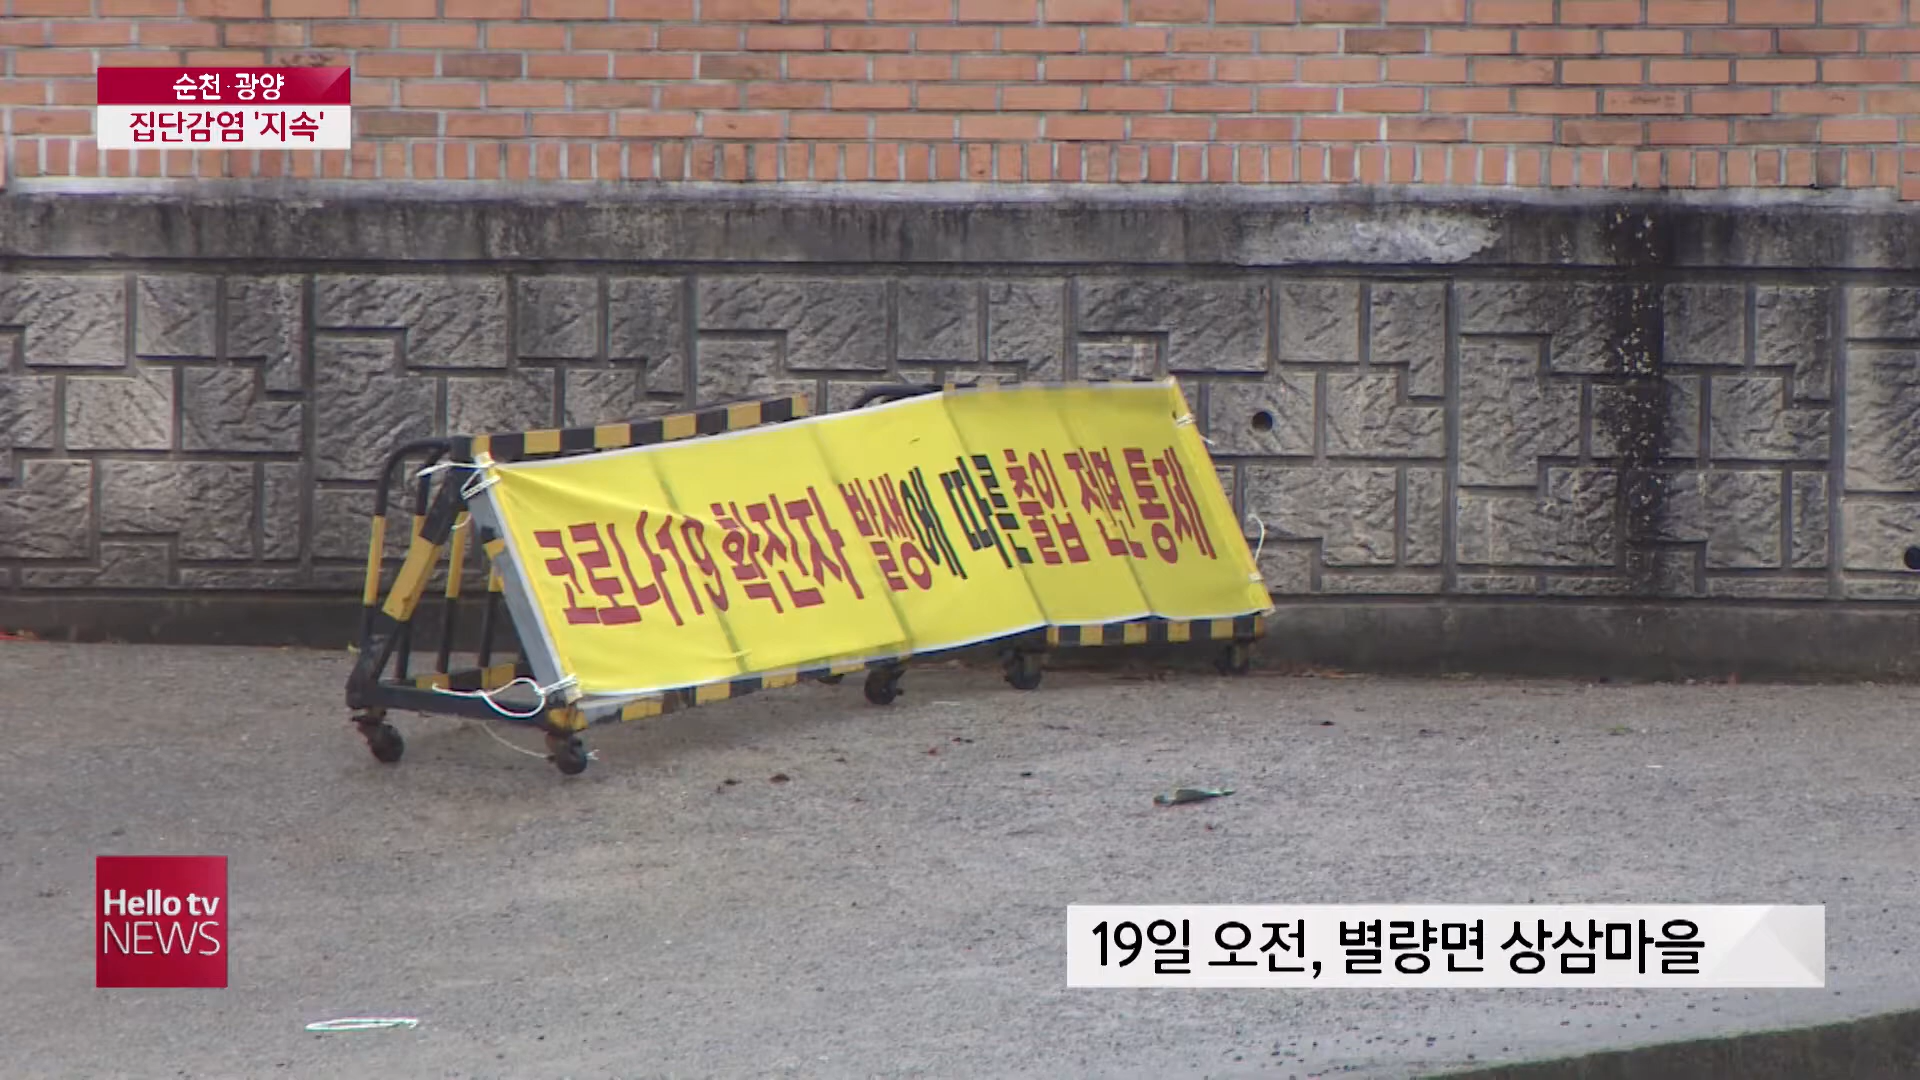 순천·광양
집단감염 '지속'
코로나19 확진자 발생에 따른 출입 전면 통제
Hello tv
NEWS
19일 오전, 별량면 상삼마을